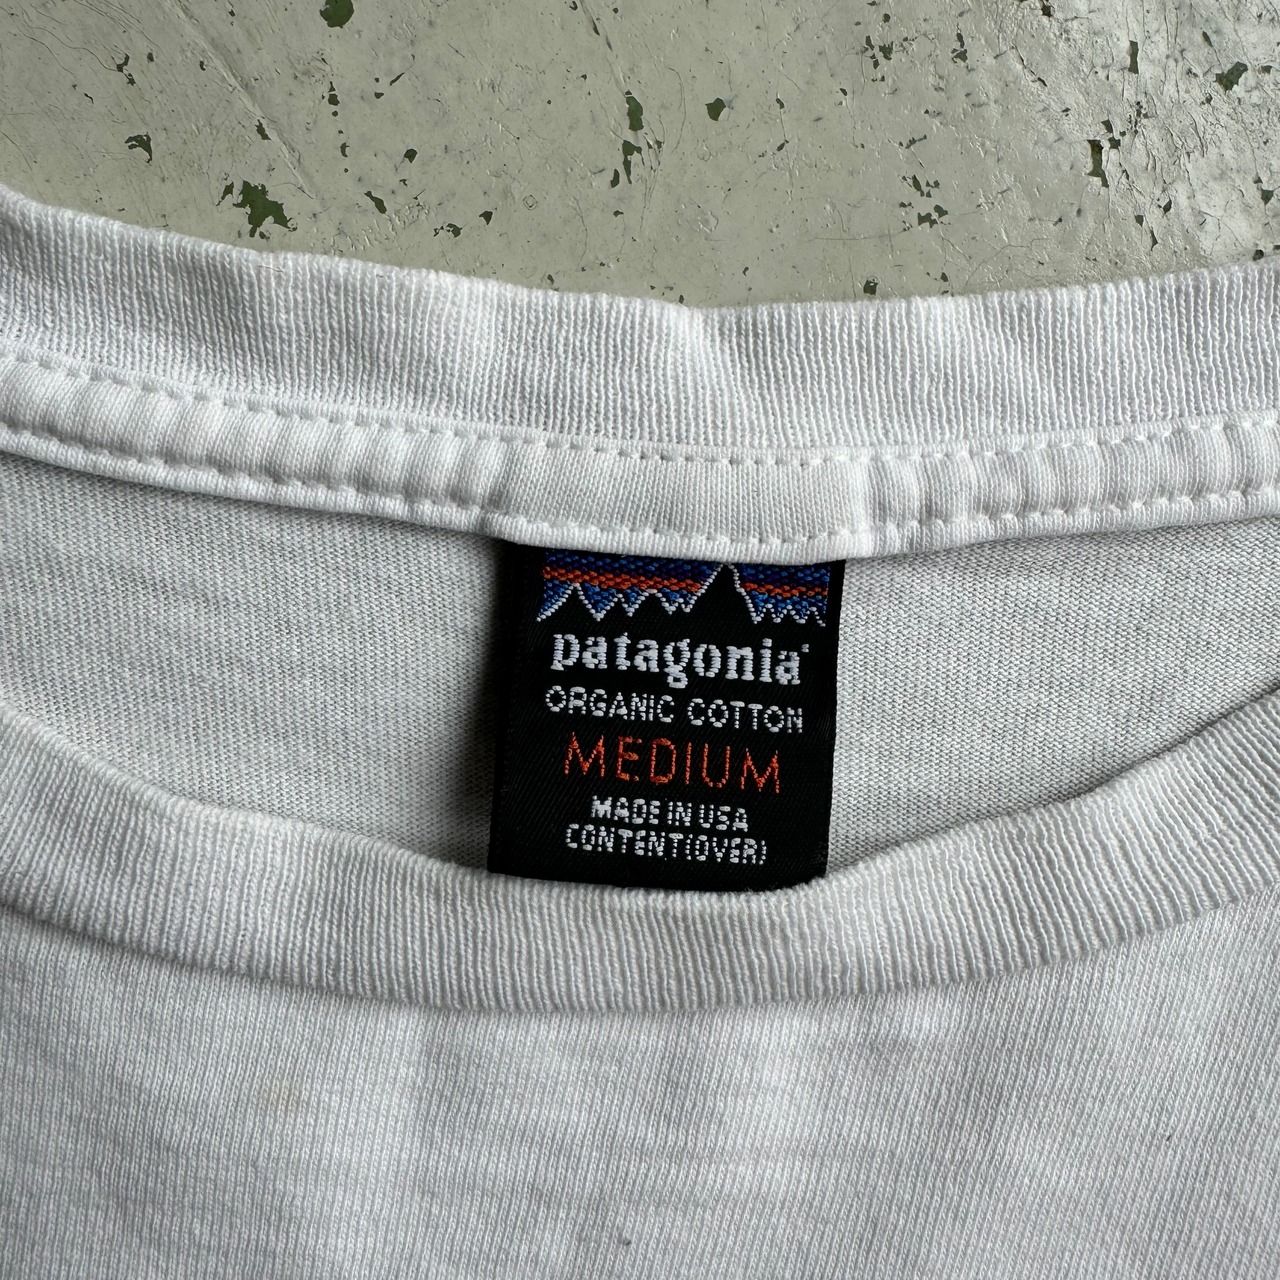 patagonia
ORGANIC COTTON
MEDIUM
MADE IN USA
CONTENT(OVER)